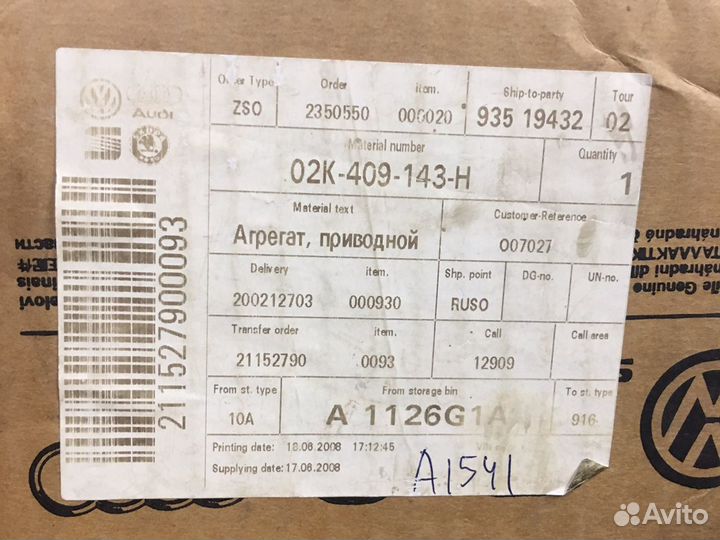 Audi
Order Type Order item. Ship-to-party Tour
ZSO 2350550 000020 935 19432 02
Material number Quantity
02K-409-143-H 1
Material text Customer-Reference
Агрегат, приводной 007027
Delivery item. Shp. point DG-no. UN-no.
200212703 000930 RUSO
Transfer order item. Call Call area
21152790 0093 12909
From st. type From storage bin To st. type
10A A 1126G1A 916
Printing date: 18.06.2008 17:12:45
Supplying date: 17.06.2008
A1541
211527900093
Genuine
náhradní
náhradné
Avito